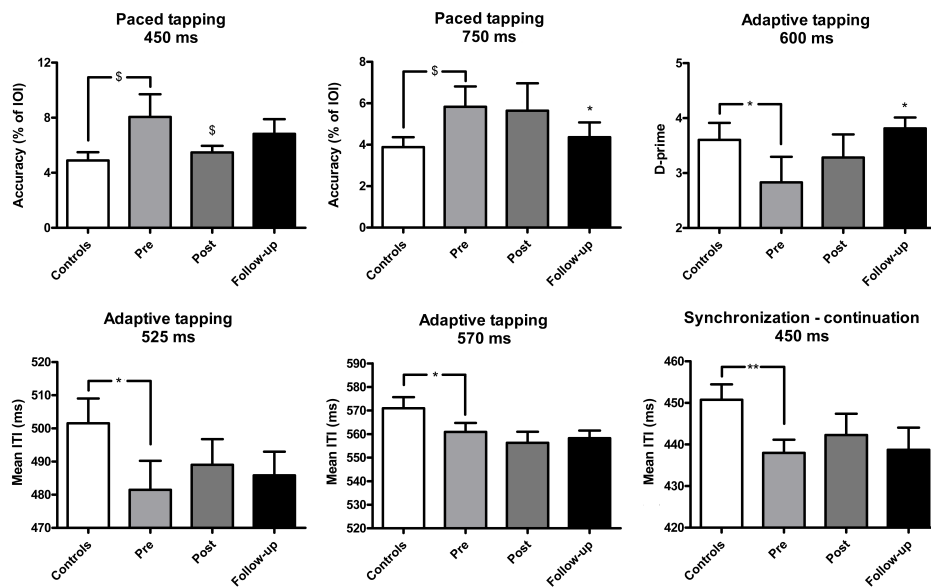 Paced tapping
450 ms
Accuracy (% of IOI)
12
8
4
0
$
$
Controls
Pre
Post
Follow-up
Paced tapping
750 ms
Accuracy (% of IOI)
8
6
4
2
0
$
*
Controls
Pre
Post
Follow-up
Adaptive tapping
600 ms
D-prime
5
4
3
2
*
*
Controls
Pre
Post
Follow-up
Adaptive tapping
525 ms
Mean ITI (ms)
520
510
500
490
480
470
*
Controls
Pre
Post
Follow-up
Adaptive tapping
570 ms
Mean ITI (ms)
590
580
570
560
550
540
530
520
*
Controls
Pre
Post
Follow-up
Synchronization - continuation
450 ms
Mean ITI (ms)
460
450
440
430
420
**
Controls
Pre
Post
Follow-up